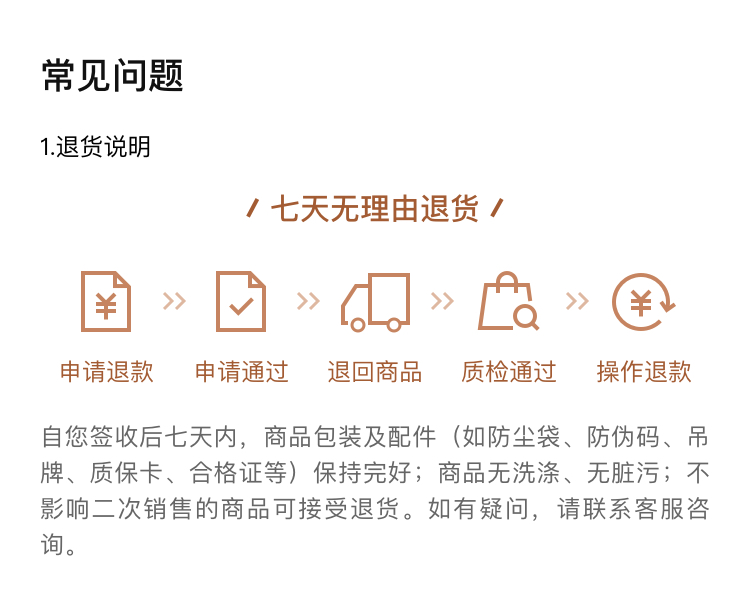 常见问题
1.退货说明
七天无理由退货
申请退款 申请通过 退回商品 质检通过 操作退款
自您签收后七天内，商品包装及配件（如防尘袋、防伪码、吊
牌、质保卡、合格证等）保持完好；商品无洗涤、无脏污；不
影响二次销售的商品可接受退货。如有疑问，请联系客服咨
询。